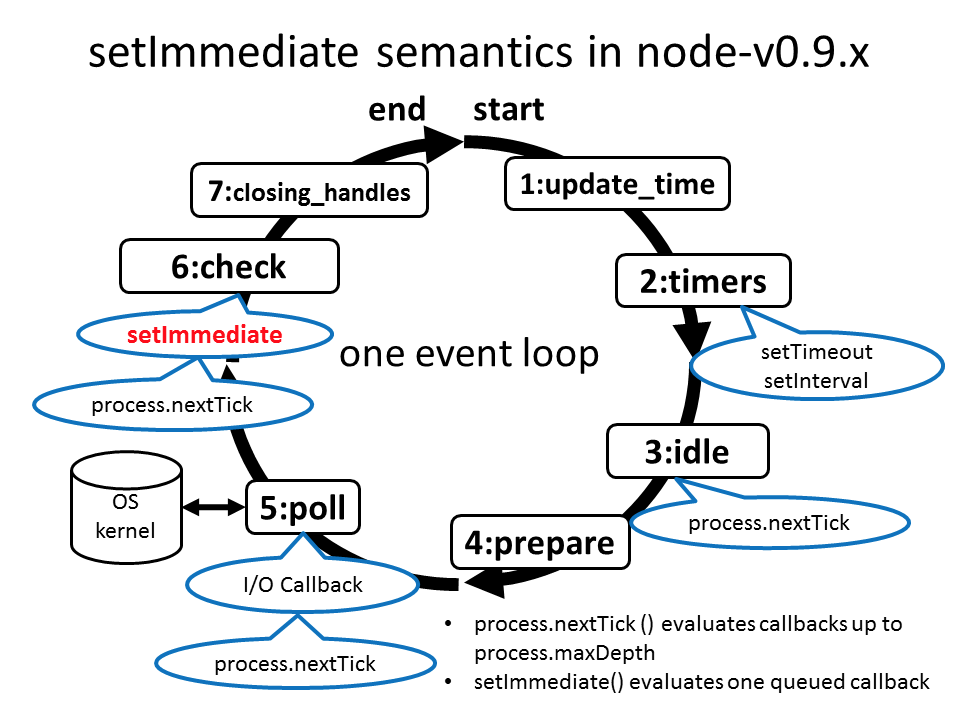 setImmediate semantics in node-v0.9.x
end
start
1:update_time
2:timers
setTimeout
setInterval
3:idle
process.nextTick
4:prepare
5:poll
I/O Callback
process.nextTick
OS
kernel
6:check
setImmediate
process.nextTick
7:closing_handles
one event loop
• process.nextTick () evaluates callbacks up to
process.maxDepth
• setImmediate() evaluates one queued callback